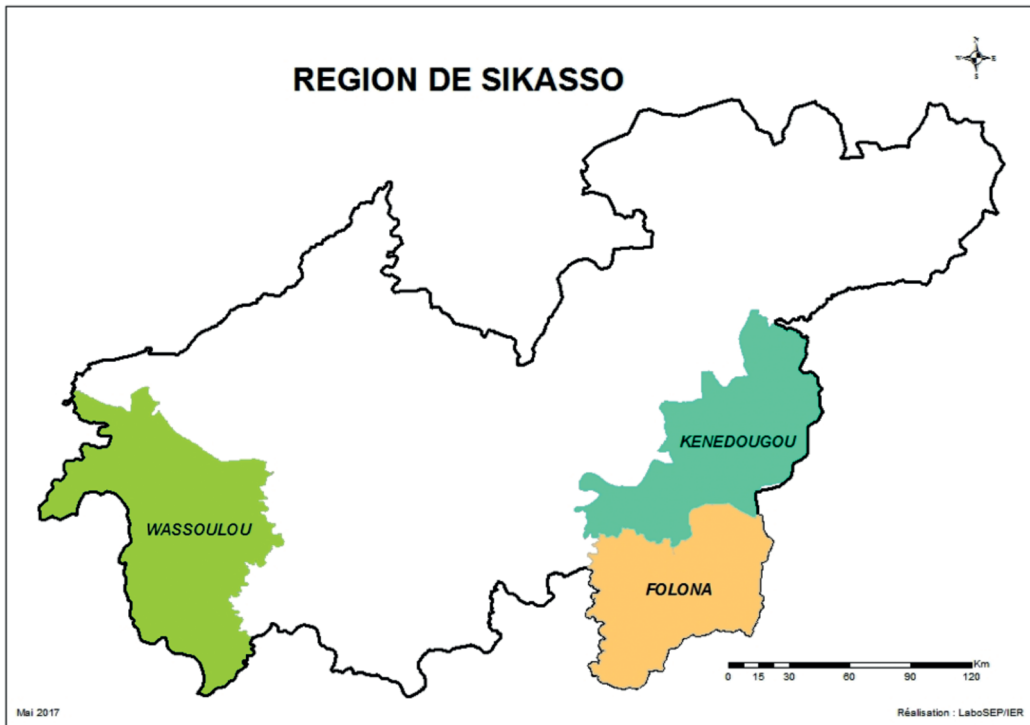 REGION DE SIKASSO
N
W E
S
KENEDOUGOU
WASSOULOU
FOLONA
Km
0 15 30 60 90 120
Mai 2017
Réalisation : LaboSEP/IER